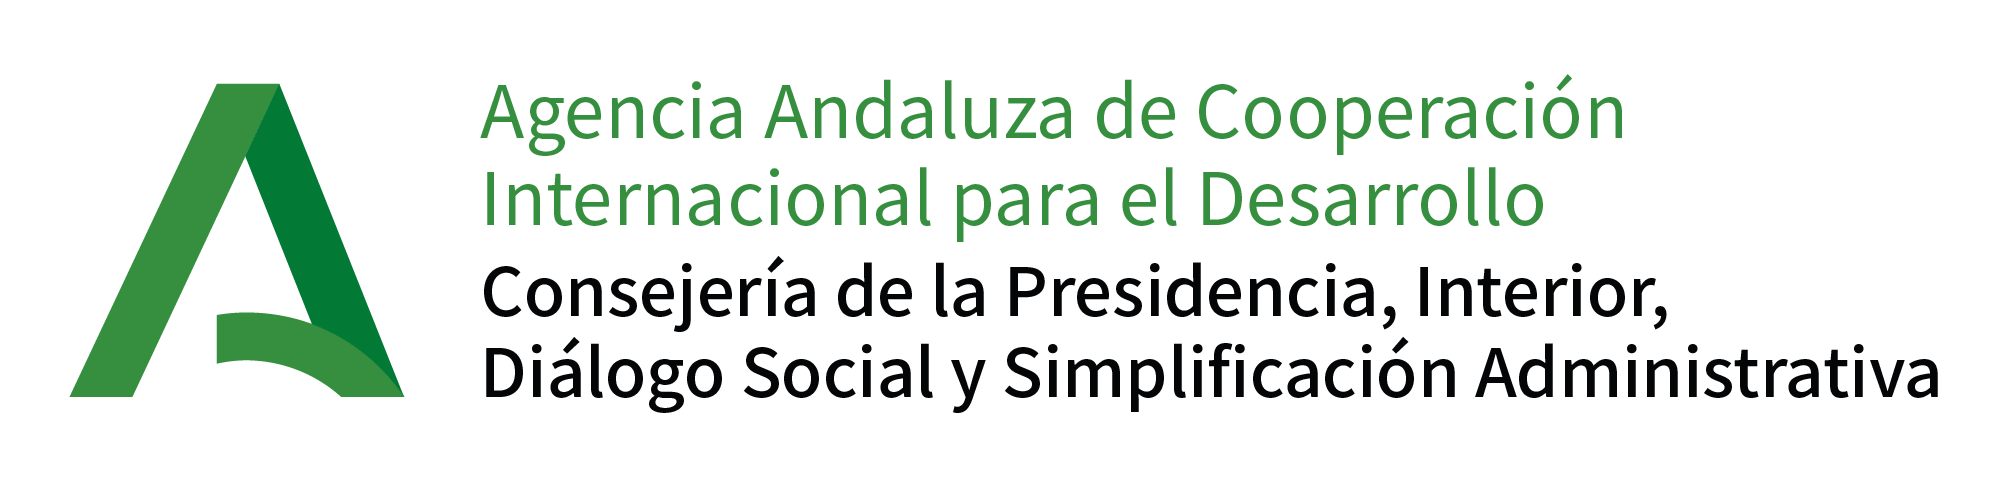 Agencia Andaluza de Cooperación
Internacional para el Desarrollo
Consejería de la Presidencia, Interior,
Diálogo Social y Simplificación Administrativa